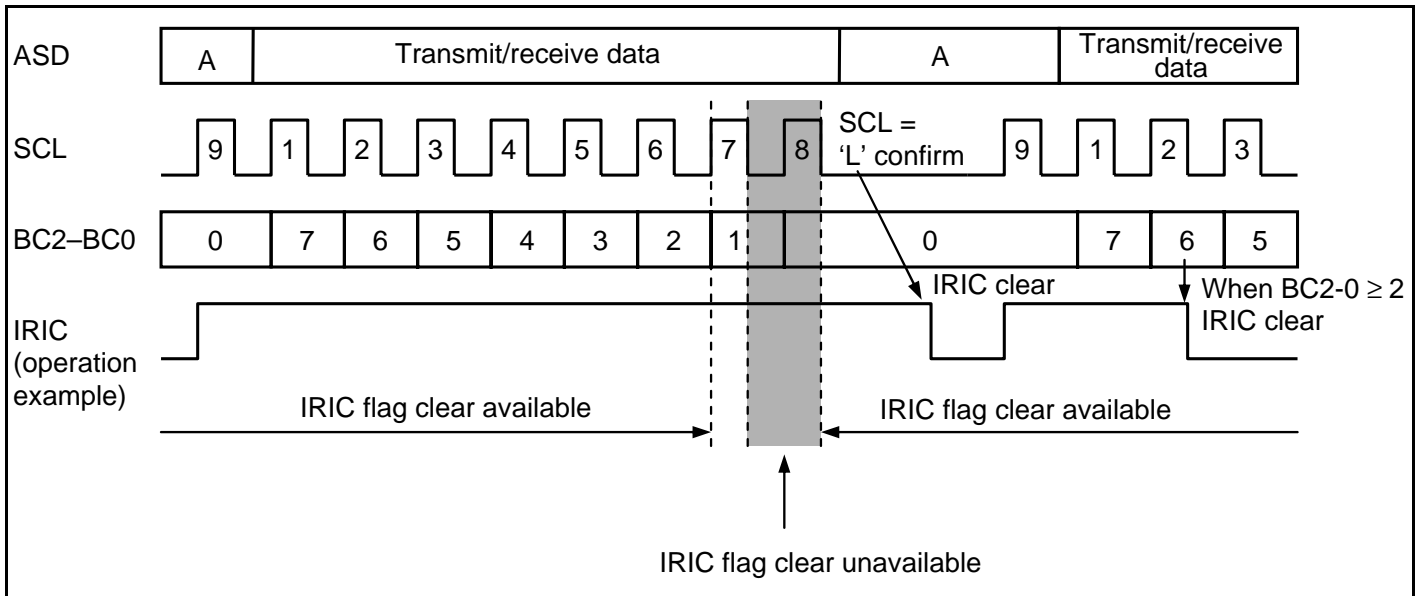 ASD
A
Transmit/receive data
A
Transmit/receive
data
SCL
9
1
2
3
4
5
6
7
8
SCL =
‘L’ confirm
9
1
2
3
BC2–BC0
0
7
6
5
4
3
2
1
0
7
6
5
IRIC
(operation
example)
IRIC clear
When BC2-0 ≥ 2
IRIC clear
IRIC flag clear available
IRIC flag clear available
IRIC flag clear unavailable